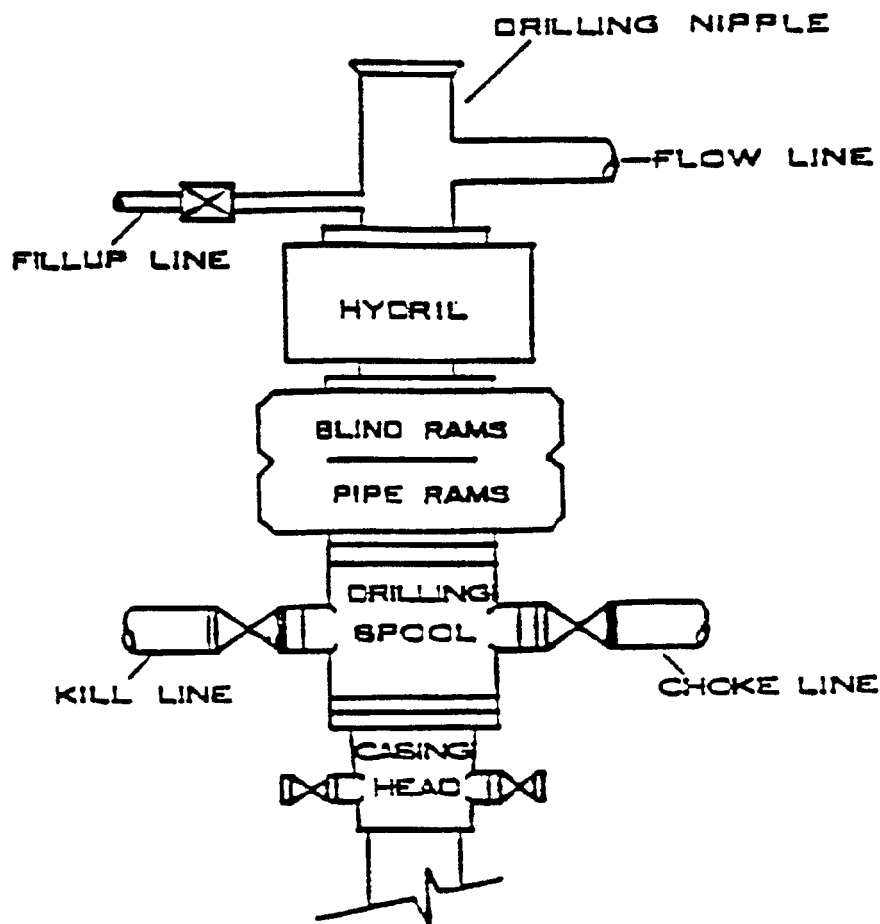 DRILLING NIPPLE
FLOW LINE
FILLUP LINE
HYDRIL
BLIND RAMS
PIPE RAMS
DRILLING
SPOOL
KILL LINE
CHOKE LINE
CASING
HEAD